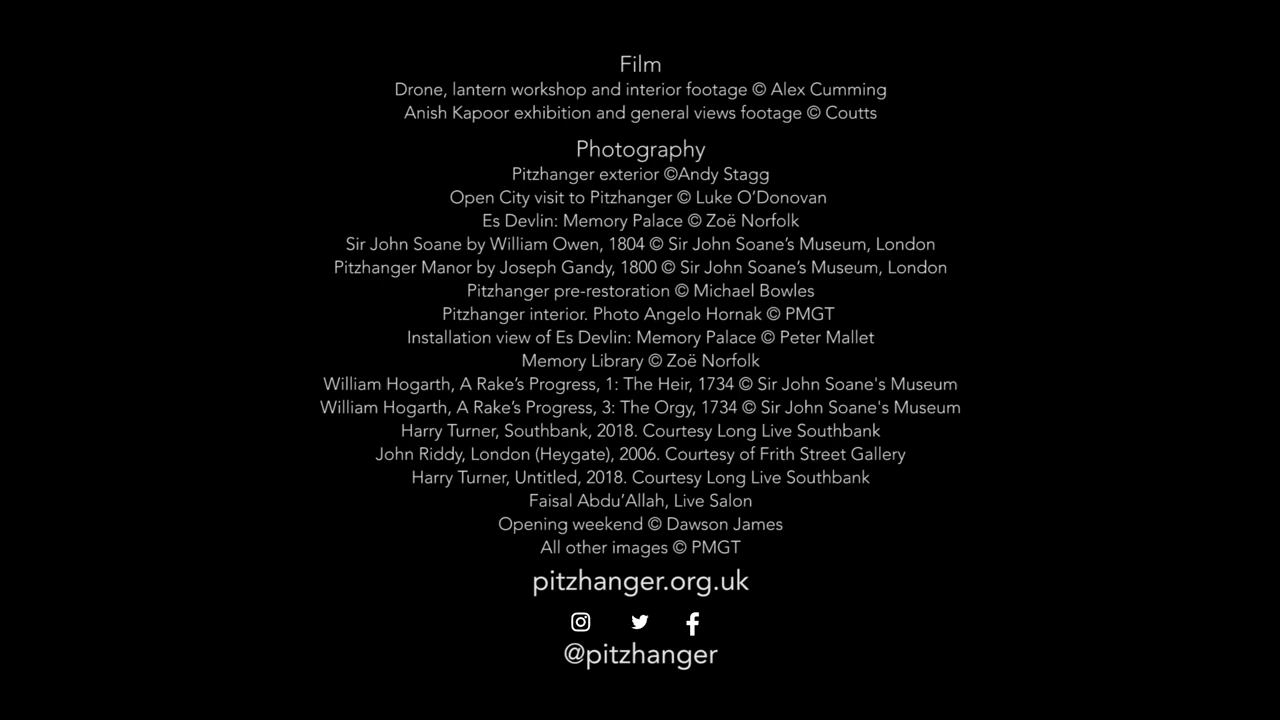 Film
Drone, lantern workshop and interior footage © Alex Cumming
Anish Kapoor exhibition and general views footage © Coutts
Photography
Pitzhanger exterior ©Andy Stagg
Open City visit to Pitzhanger © Luke O’Donovan
Es Devlin: Memory Palace © Zoë Norfolk
Sir John Soane by William Owen, 1804 © Sir John Soane’s Museum, London
Pitzhanger Manor by Joseph Gandy, 1800 © Sir John Soane’s Museum, London
Pitzhanger pre-restoration © Michael Bowles
Pitzhanger interior. Photo Angelo Hornak © PMGT
Installation view of Es Devlin: Memory Palace © Peter Mallet
Memory Library © Zoë Norfolk
William Hogarth, A Rake’s Progress, 1: The Heir, 1734 © Sir John Soane's Museum
William Hogarth, A Rake’s Progress, 3: The Orgy, 1734 © Sir John Soane's Museum
Harry Turner, Southbank, 2018. Courtesy Long Live Southbank
John Riddy, London (Heygate), 2006. Courtesy of Frith Street Gallery
Harry Turner, Untitled, 2018. Courtesy Long Live Southbank
Faisal Abdu’Allah, Live Salon
Opening weekend © Dawson James
All other images © PMGT
pitzhanger.org.uk
@pitzhanger